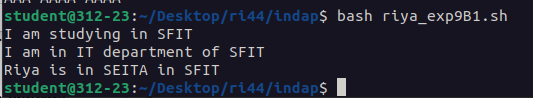 student@312-23:~/Desktop/ri44/indap$ bash riya_exp9B1.sh
I am studying in SFIT
I am in IT department of SFIT
Riya is in SEITA in SFIT
student@312-23:~/Desktop/ri44/indap$